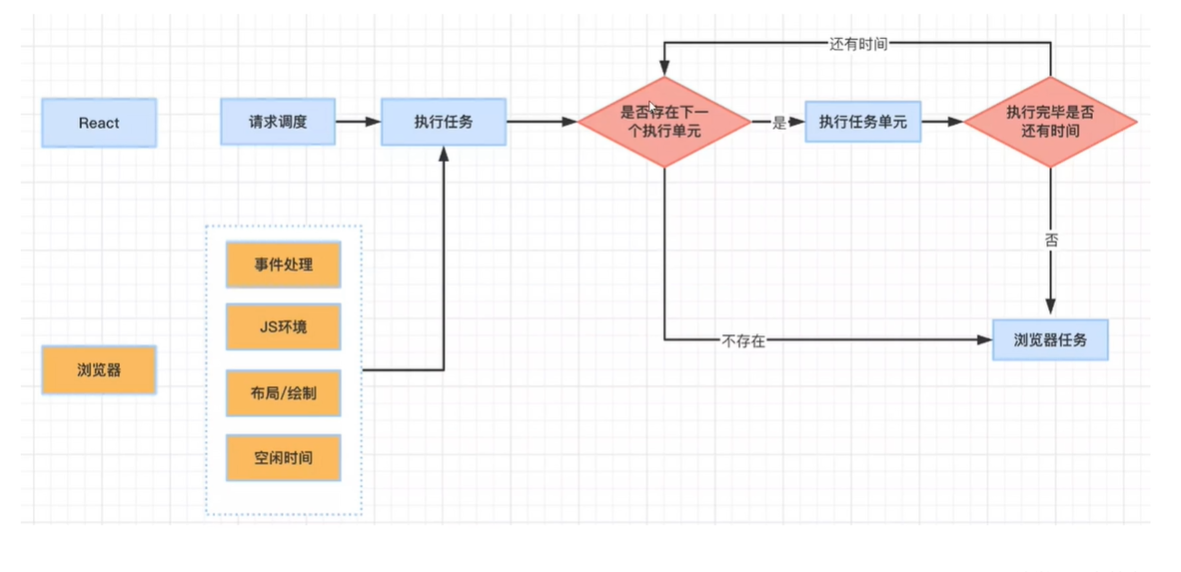 还有时间
React
请求调度
执行任务
是否存在下一
个执行单元
是
执行任务单元
执行完毕是否
还有时间
否
事件处理
JS环境
不存在
浏览器任务
浏览器
布局/绘制
空闲时间